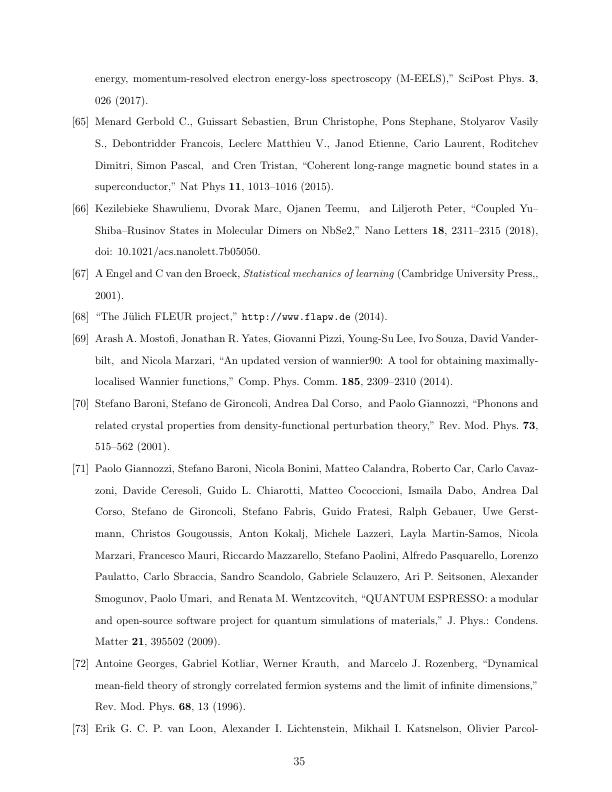 energy, momentum-resolved electron energy-loss spectroscopy (M-EELS),” SciPost Phys. 3,
026 (2017).
[65] Menard Gerbold C., Guissart Sebastien, Brun Christophe, Pons Stephane, Stolyarov Vasily
S., Debontridder Francois, Leclerc Matthieu V., Janod Etienne, Cario Laurent, Roditchev
Dimitri, Simon Pascal, and Cren Tristan, “Coherent long-range magnetic bound states in a
superconductor,” Nat Phys 11, 1013–1016 (2015).
[66] Kezilebieke Shawulienu, Dvorak Marc, Ojanen Teemu, and Liljeroth Peter, “Coupled Yu–
Shiba–Rusinov States in Molecular Dimers on NbSe2,” Nano Letters 18, 2311–2315 (2018),
doi: 10.1021/acs.nanolett.7b05050.
[67] A Engel and C van den Broeck, Statistical mechanics of learning (Cambridge University Press,,
2001).
[68] “The Jülich FLEUR project,” http://www.flapw.de (2014).
[69] Arash A. Mostofi, Jonathan R. Yates, Giovanni Pizzi, Young-Su Lee, Ivo Souza, David Vander-
bilt, and Nicola Marzari, “An updated version of wannier90: A tool for obtaining maximally-
localised Wannier functions,” Comp. Phys. Comm. 185, 2309–2310 (2014).
[70] Stefano Baroni, Stefano de Gironcoli, Andrea Dal Corso, and Paolo Giannozzi, “Phonons and
related crystal properties from density-functional perturbation theory,” Rev. Mod. Phys. 73,
515–562 (2001).
[71] Paolo Giannozzi, Stefano Baroni, Nicola Bonini, Matteo Calandra, Roberto Car, Carlo Cavaz-
zoni, Davide Ceresoli, Guido L. Chiarotti, Matteo Cococcioni, Ismaila Dabo, Andrea Dal
Corso, Stefano de Gironcoli, Stefano Fabris, Guido Fratesi, Ralph Gebauer, Uwe Gerst-
mann, Christos Gougoussis, Anton Kokalj, Michele Lazzeri, Layla Martin-Samos, Nicola
Marzari, Francesco Mauri, Riccardo Mazzarello, Stefano Paolini, Alfredo Pasquarello, Lorenzo
Paulatto, Carlo Sbraccia, Sandro Scandolo, Gabriele Sclauzero, Ari P. Seitsonen, Alexander
Smogunov, Paolo Umari, and Renata M. Wentzcovitch, “QUANTUM ESPRESSO: a modular
and open-source software project for quantum simulations of materials,” J. Phys.: Condens.
Matter 21, 395502 (2009).
[72] Antoine Georges, Gabriel Kotliar, Werner Krauth, and Marcelo J. Rozenberg, “Dynamical
mean-field theory of strongly correlated fermion systems and the limit of infinite dimensions,”
Rev. Mod. Phys. 68, 13 (1996).
[73] Erik G. C. P. van Loon, Alexander I. Lichtenstein, Mikhail I. Katsnelson, Olivier Parcol-
35